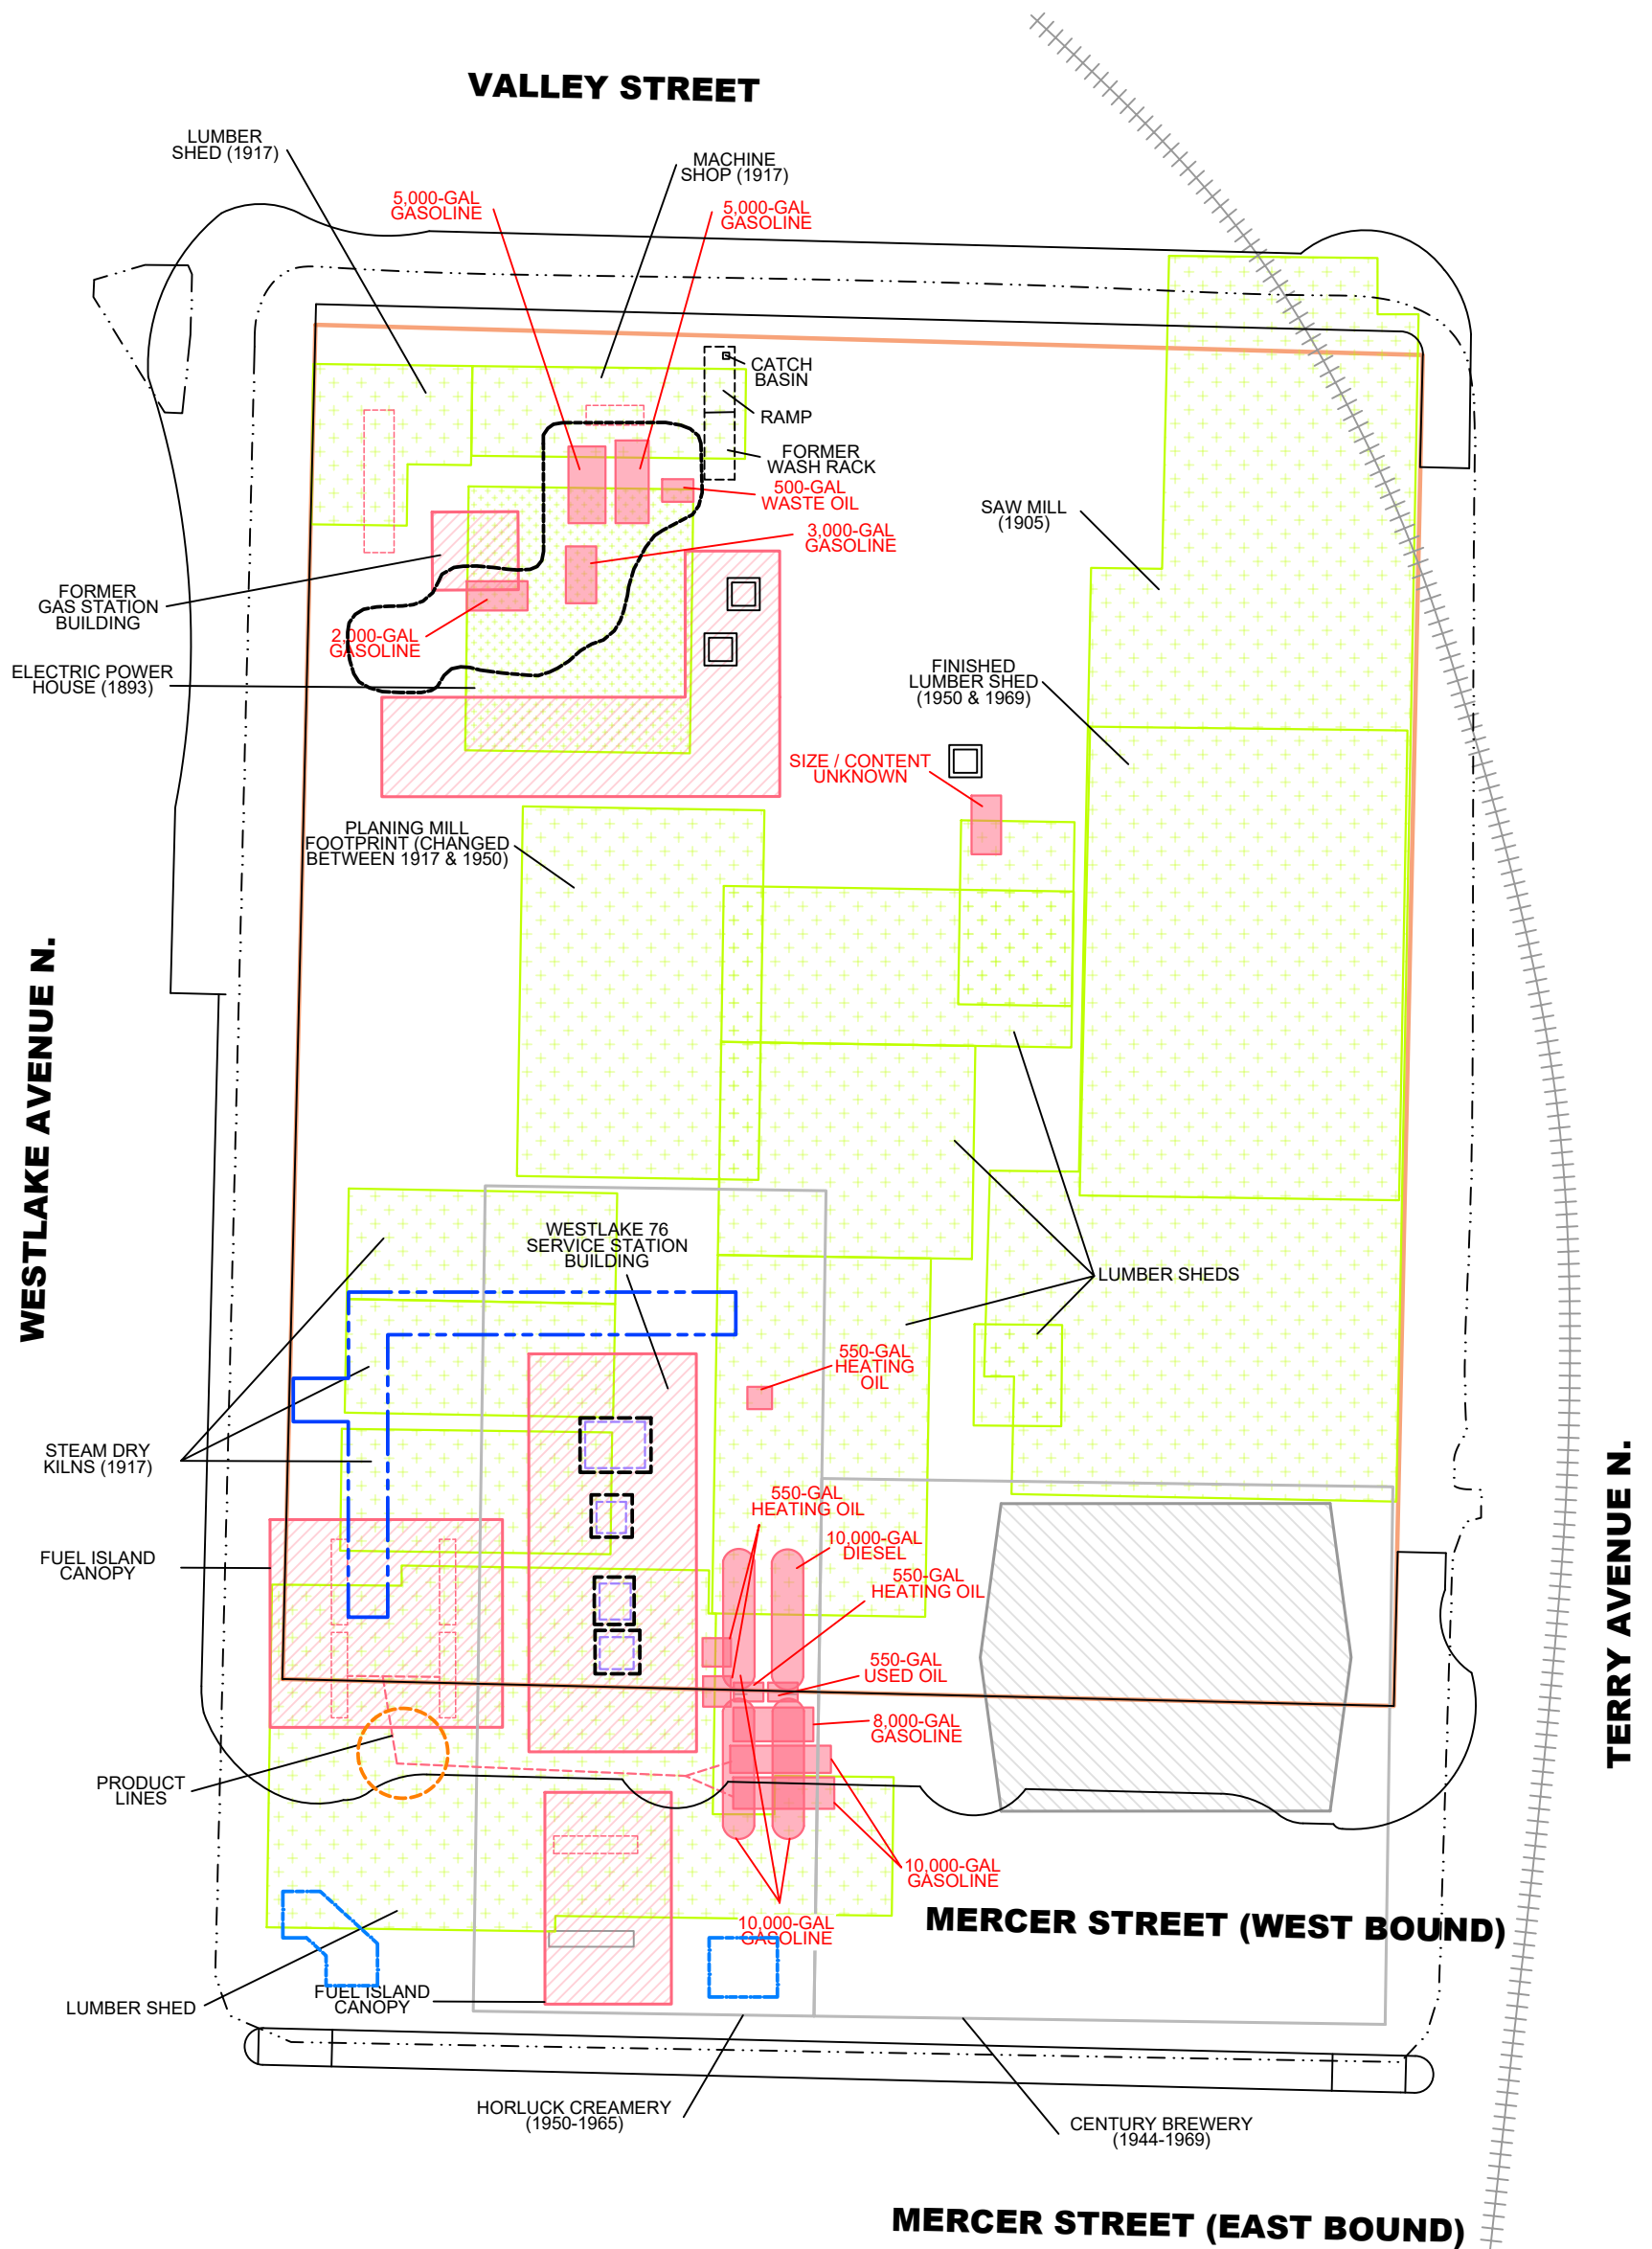 VALLEY STREET
LUMBER
SHED (1917)
MACHINE
SHOP (1917)
5,000-GAL
GASOLINE
5,000-GAL
GASOLINE
CATCH
BASIN
RAMP
FORMER
WASH RACK
500-GAL
WASTE OIL
3,000-GAL
GASOLINE
SAW MILL
(1905)
FORMER
GAS STATION
BUILDING
2,000-GAL
GASOLINE
ELECTRIC POWER
HOUSE (1893)
FINISHED
LUMBER SHED
(1950 & 1969)
SIZE / CONTENT
UNKNOWN
PLANING MILL
FOOTPRINT (CHANGED
BETWEEN 1917 & 1950)
WESTLAKE AVENUE N.
WESTLAKE 76
SERVICE STATION
BUILDING
LUMBER SHEDS
550-GAL
HEATING
OIL
STEAM DRY
KILNS (1917)
550-GAL
HEATING OIL
10,000-GAL
DIESEL
FUEL ISLAND
CANOPY
550-GAL
HEATING OIL
550-GAL
USED OIL
8,000-GAL
GASOLINE
TERRY AVENUE N.
PRODUCT
LINES
10,000-GAL
GASOLINE
10,000-GAL
GASOLINE
MERCER STREET (WEST BOUND)
LUMBER SHED
FUEL ISLAND
CANOPY
HORLUCK CREAMERY
(1950-1965)
CENTURY BREWERY
(1944-1969)
MERCER STREET (EAST BOUND)